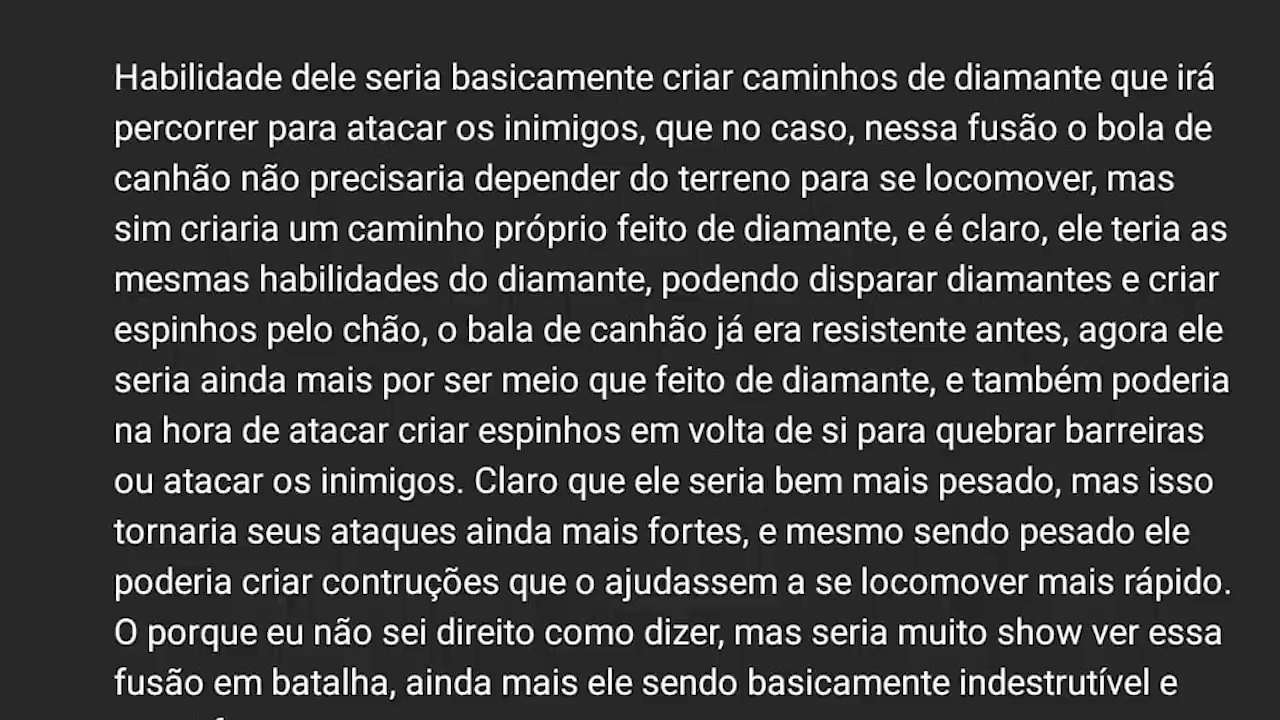 Habilidade dele seria basicamente criar caminhos de diamante que irá
percorrer para atacar os inimigos, que no caso, nessa fusão o bola de
canhão não precisaria depender do terreno para se locomover, mas
sim criaria um caminho próprio feito de diamante, e é claro, ele teria as
mesmas habilidades do diamante, podendo disparar diamantes e criar
espinhos pelo chão, o bala de canhão já era resistente antes, agora ele
seria ainda mais por ser meio que feito de diamante, e também poderia
na hora de atacar criar espinhos em volta de si para quebrar barreiras
ou atacar os inimigos. Claro que ele seria bem mais pesado, mas isso
tornaria seus ataques ainda mais fortes, e mesmo sendo pesado ele
poderia criar contruções que o ajudassem a se locomover mais rápido.
O porque eu não sei direito como dizer, mas seria muito show ver essa
fusão em batalha, ainda mais ele sendo basicamente indestrutível e